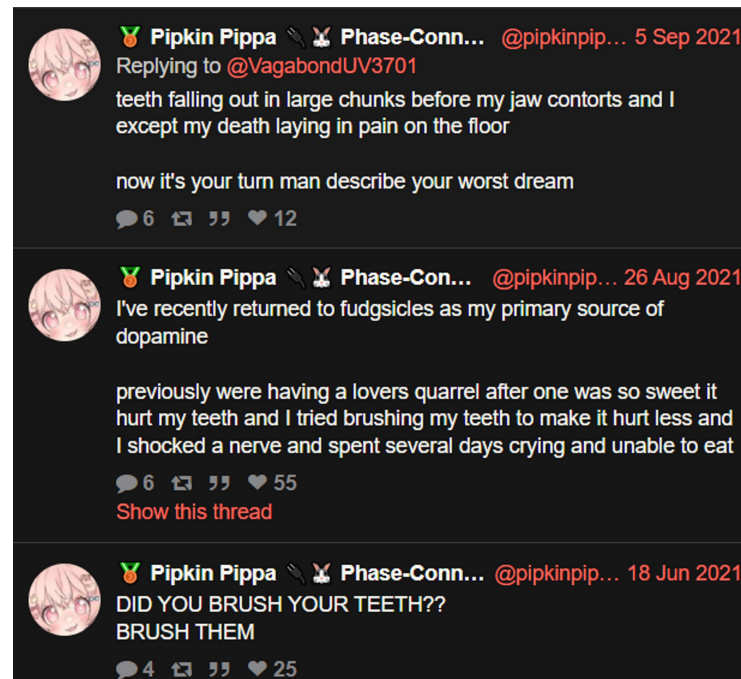 Pipkin Pippa Phase-Conn... @pipkinpip... 5 Sep 2021
Replying to @VagabondUV3701
teeth falling out in large chunks before my jaw contorts and I
except my death laying in pain on the floor
now it's your turn man describe your worst dream
6 12
Pipkin Pippa Phase-Con... @pipkinpip... 26 Aug 2021
I've recently returned to fudgsicles as my primary source of
dopamine
previously were having a lovers quarrel after one was so sweet it
hurt my teeth and I tried brushing my teeth to make it hurt less and
I shocked a nerve and spent several days crying and unable to eat
6 55
Show this thread
Pipkin Pippa Phase-Conn... @pipkinpip... 18 Jun 2021
DID YOU BRUSH YOUR TEETH??
BRUSH THEM
4 25